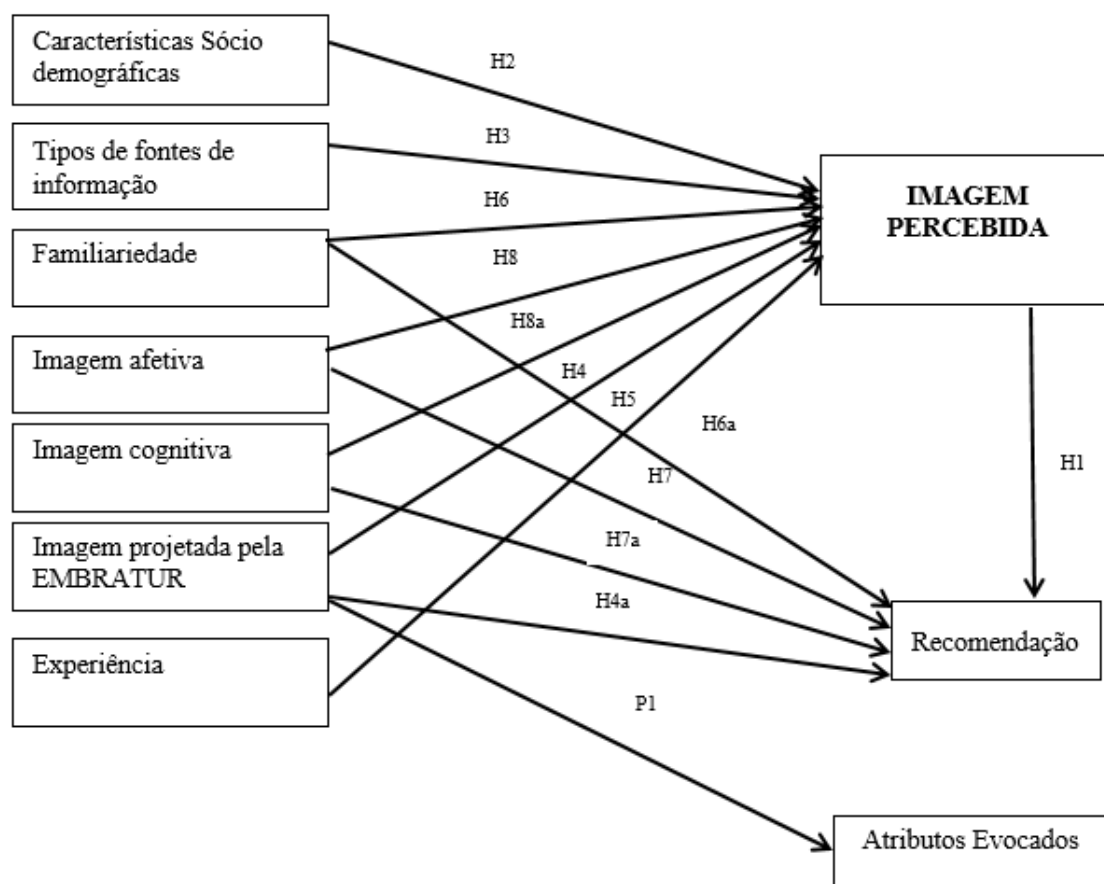 Características Sócio
demográficas
H2
H3
Tipos de fontes de
informação
IMAGEM
PERCEBIDA
H6
Familiariedade
H8
H8a
Imagem afetiva
H4
H5
H6a
Imagem cognitiva
H1
H7
H7a
Imagem projetada pela
EMBRATUR
H4a
Recomendação
Experiência
P1
Atributos Evocados